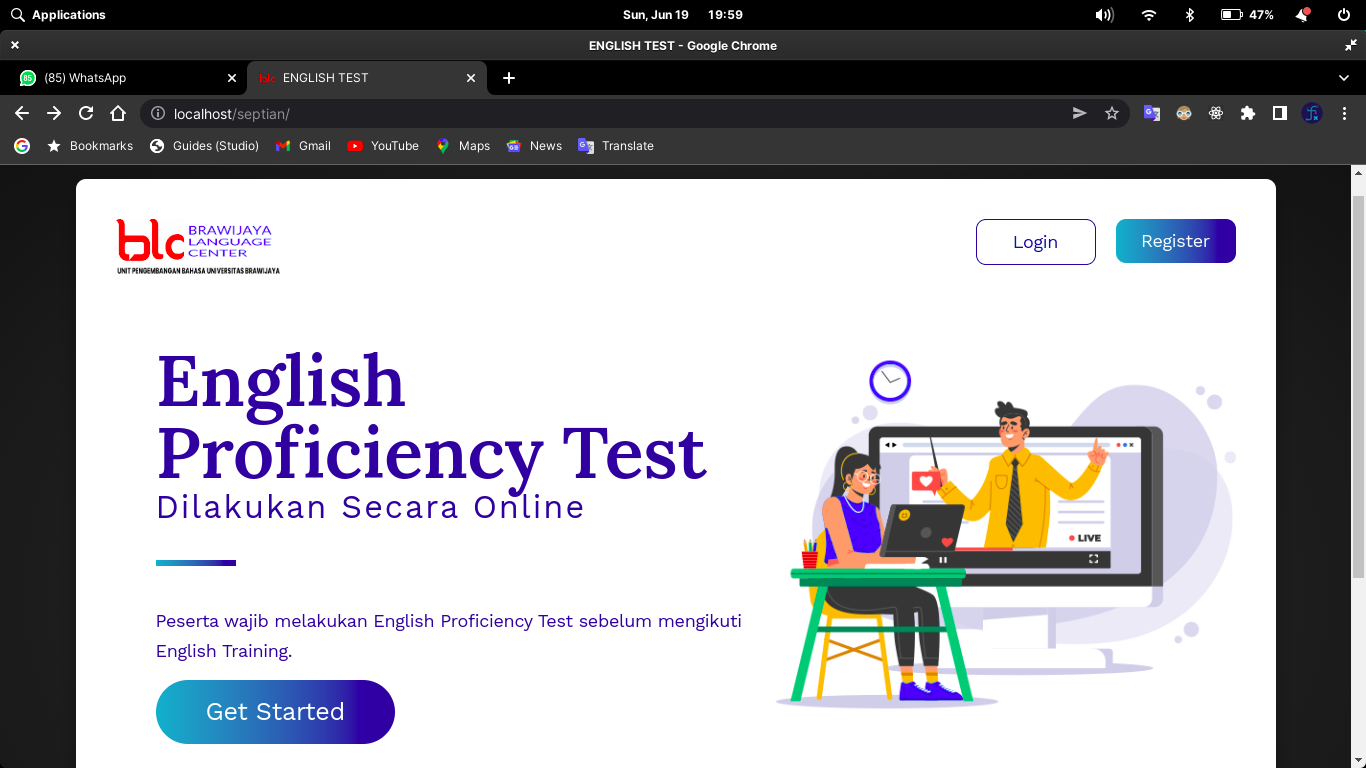 Applications
Sun, Jun 19 19:59
47%
ENGLISH TEST - Google Chrome
(85) WhatsApp
blc ENGLISH TEST
localhost/septian/
Bookmarks
Guides (Studio)
Gmail
YouTube
Maps
News
Translate
blc BRAWIJAYA
LANGUAGE
CENTER
UNIT PENGEMBANGAN BAHASA UNIVERSITAS BRAWIJAYA
Login
Register
English
Proficiency Test
Dilakukan Secara Online
LIVE
Peserta wajib melakukan English Proficiency Test sebelum mengikuti
English Training.
Get Started